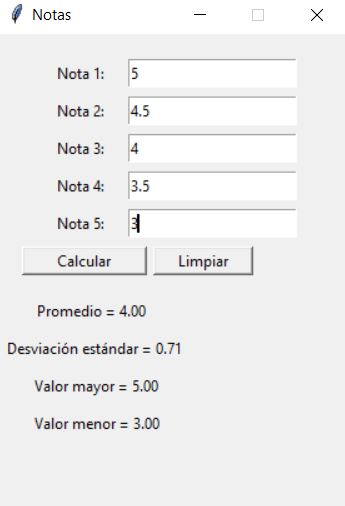 Notas
Nota 1: 5
Nota 2: 4.5
Nota 3: 4
Nota 4: 3.5
Nota 5: 3
Calcular Limpiar
Promedio = 4.00
Desviación estándar = 0.71
Valor mayor = 5.00
Valor menor = 3.00